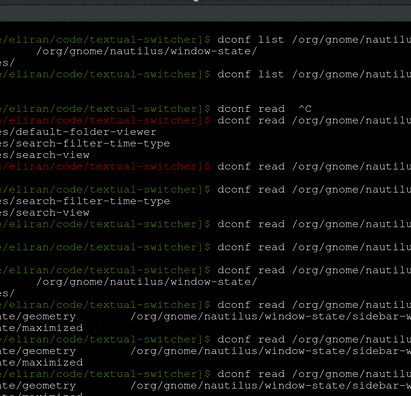 e/eliran/code/textual-switcher]$ dconf list /org/gnome/nautilu
/org/gnome/nautilus/window-state/
es/
e/eliran/code/textual-switcher]$ dconf list /org/gnome/nautilu
e/eliran/code/textual-switcher]$ dconf read  ^C
e/eliran/code/textual-switcher]$ dconf read /org/gnome/nautilu
es/default-folder-viewer
es/search-filter-time-type
es/search-view
e/eliran/code/textual-switcher]$ dconf read /org/gnome/nautilu
e/eliran/code/textual-switcher]$ dconf read /org/gnome/nautilu
es/search-filter-time-type
es/search-view
e/eliran/code/textual-switcher]$ dconf read /org/gnome/nautilu
e/eliran/code/textual-switcher]$ dconf read /org/gnome/nautilu
e/eliran/code/textual-switcher]$ dconf read /org/gnome/nautilu
/org/gnome/nautilus/window-state/
es/
e/eliran/code/textual-switcher]$ dconf read /org/gnome/nautilu
ate/geometry /org/gnome/nautilus/window-state/sidebar-w
ate/maximized
e/eliran/code/textual-switcher]$ dconf read /org/gnome/nautilu
ate/geometry /org/gnome/nautilus/window-state/sidebar-w
ate/maximized
e/eliran/code/textual-switcher]$ dconf read /org/gnome/nautilu
ate/geometry /org/gnome/nautilus/window-state/sidebar-w
ate/maximized